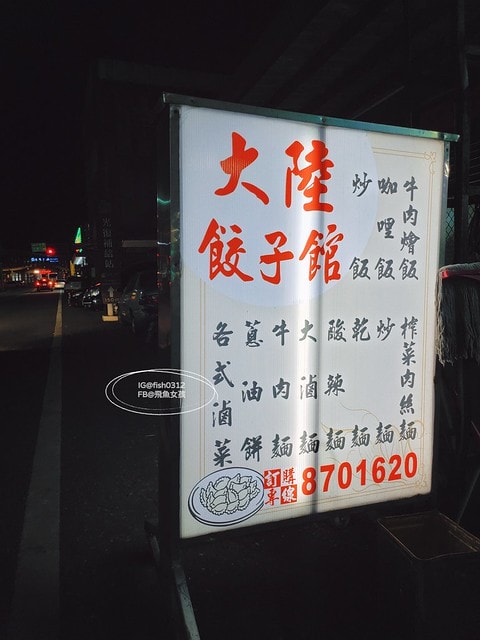 大陸
餃子館
牛肉燴飯
咖哩飯
炒飯
榨菜肉絲麵
炒麵
乾麵
酸辣麵
大滷麵
牛肉麵
蔥油餅
各式滷菜
訂購
專線
8701620
IG@fish0312
FB@飛魚女孩